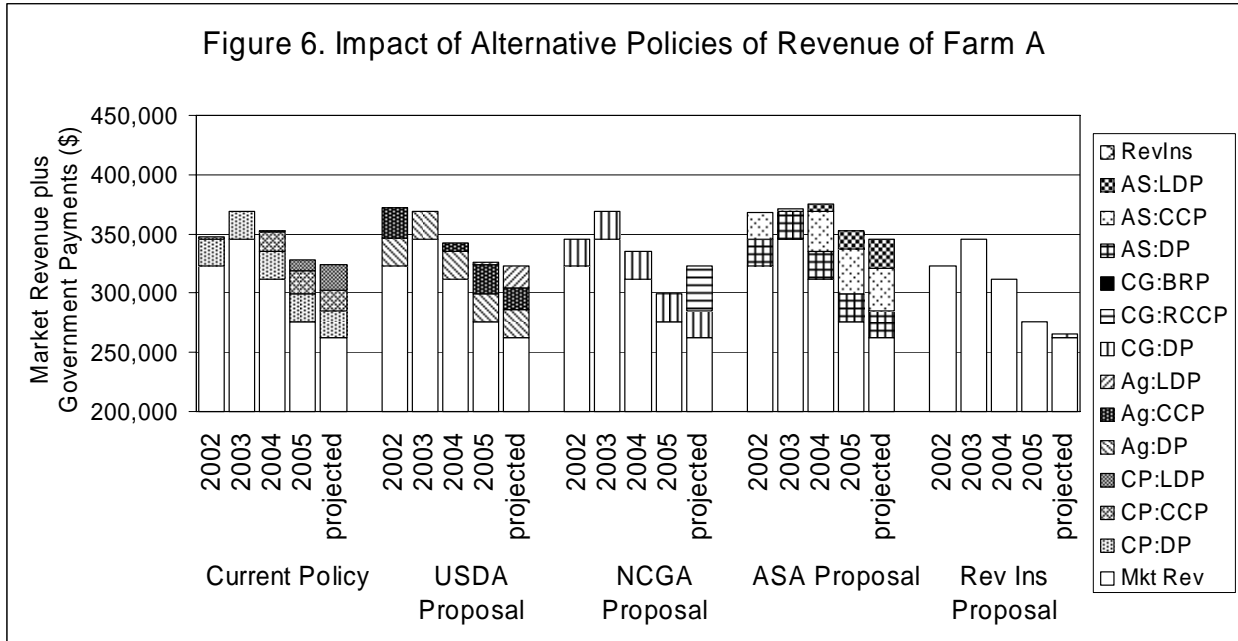 Figure 6. Impact of Alternative Policies of Revenue of Farm A
Market Revenue plus
Government Payments ($)
450,000
400,000
350,000
300,000
250,000
200,000
2002
2003
2004
2005
projected
2002
2003
2004
2005
projected
2002
2003
2004
2005
projected
2002
2003
2004
2005
projected
2002
2003
2004
2005
projected
Current Policy
USDA
Proposal
NCGA
Proposal
ASA Proposal
Rev Ins
Proposal
RevIns
AS:LDP
AS:CCP
AS:DP
CG:BRP
CG:RCCP
CG:DP
Ag:LDP
Ag:CCP
Ag:DP
CP:LDP
CP:CCP
CP:DP
Mkt Rev